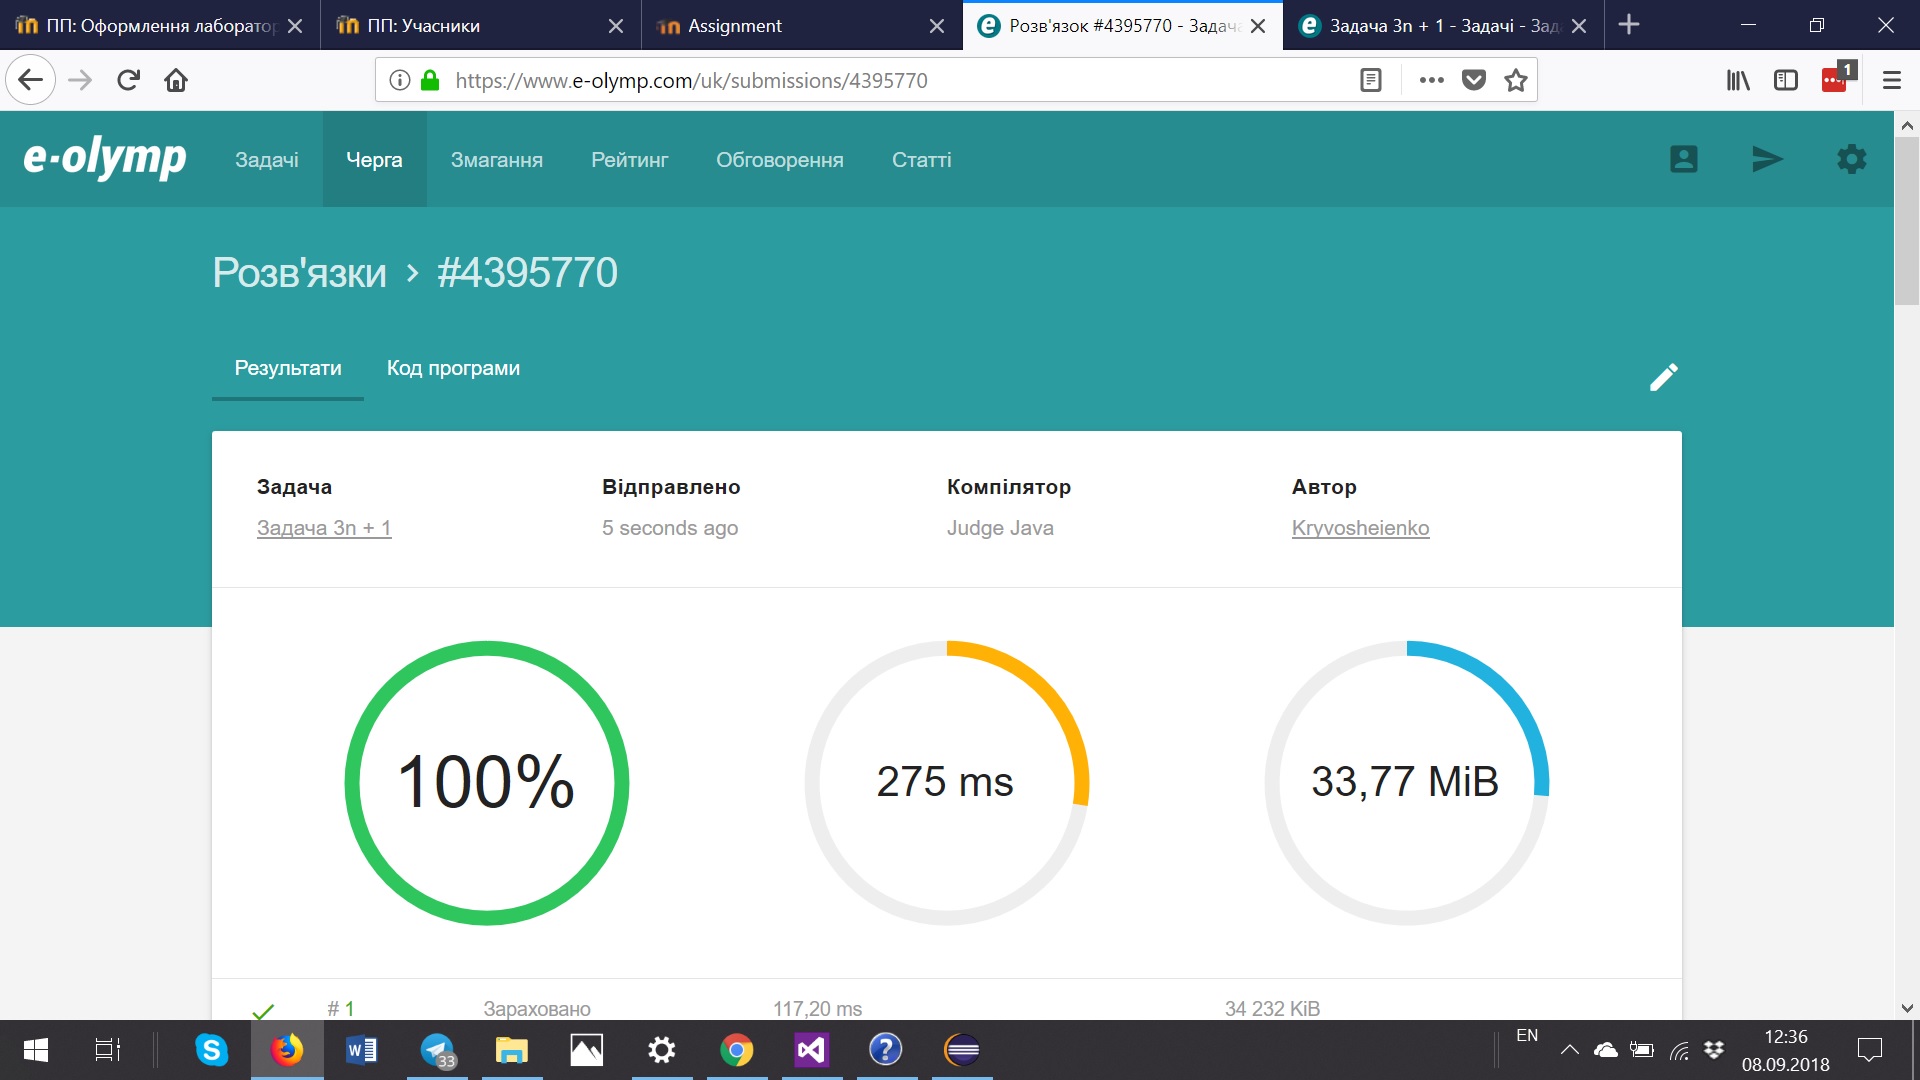 ПП: Оформлення лаборатор
ПП: Учасники
Assignment
Розв'язок #4395770 - Задача
Задача 3n + 1 - Задачі - Зад
https://www.e-olymp.com/uk/submissions/4395770
1
e-olymp
Задачі
Черга
Змагання
Рейтинг
Обговорення
Статті
Розв'язки > #4395770
Результати
Код програми
Задача
Відправлено
Компілятор
Автор
Задача 3n + 1
5 seconds ago
Judge Java
Kryvosheienko
100%
275 ms
33,77 MiB
# 1
Зараховано
117,20 ms
34 232 KiB
33
EN
12:36
08.09.2018